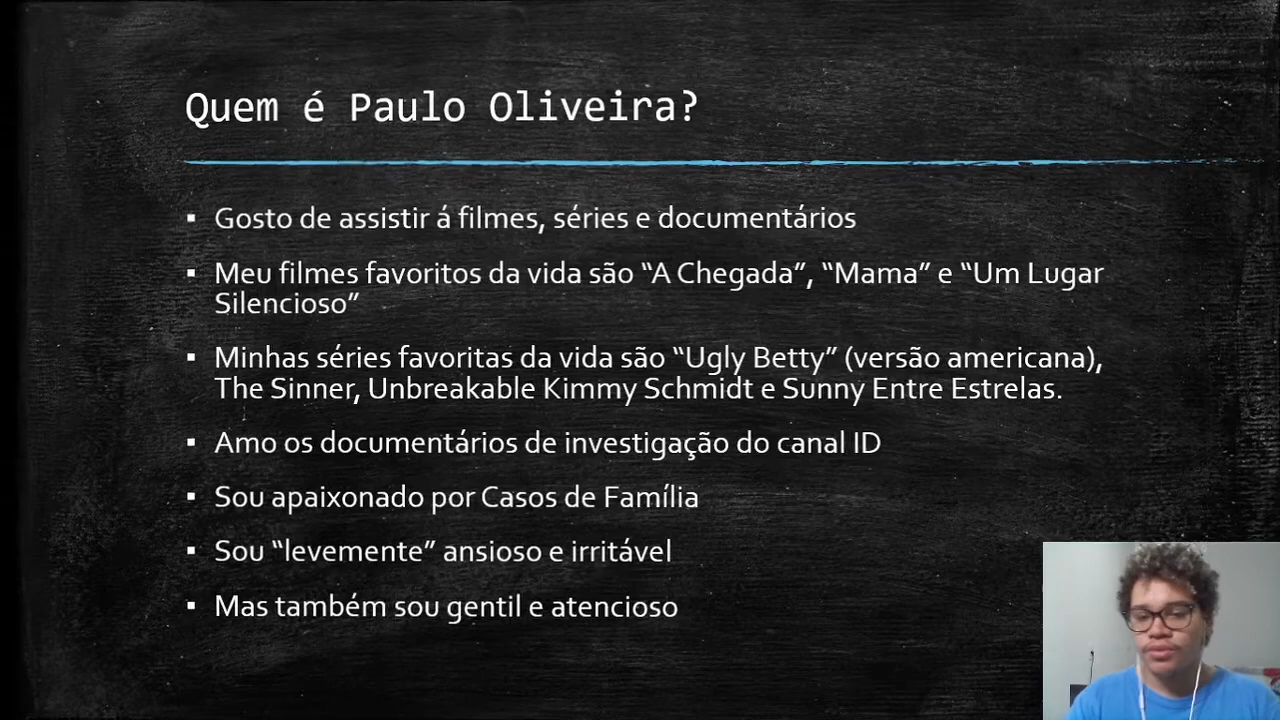 Quem é Paulo Oliveira?
▪ Gosto de assistir á filmes, séries e documentários
▪ Meu filmes favoritos da vida são “A Chegada”, “Mama” e “Um Lugar
Silencioso”
▪ Minhas séries favoritas da vida são “Ugly Betty” (versão americana),
The Sinner, Unbreakable Kimmy Schmidt e Sunny Entre Estrelas.
▪ Amo os documentários de investigação do canal ID
▪ Sou apaixonado por Casos de Família
▪ Sou “levemente” ansioso e irritável
▪ Mas também sou gentil e atencioso